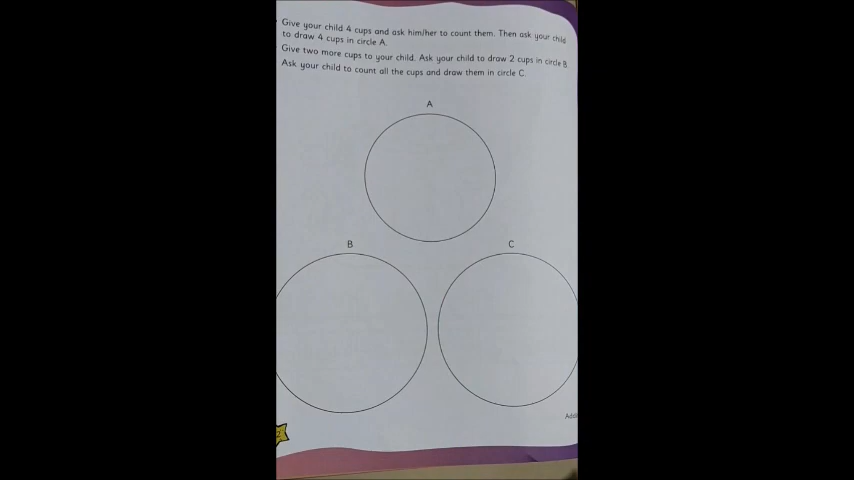 Give your child 4 cups and ask him/her to count them. Then ask your child
to draw 4 cups in circle A.
Give two more cups to your child. Ask your child to draw 2 cups in circle B
Ask your child to count all the cups and draw them in circle C.
A
B
C